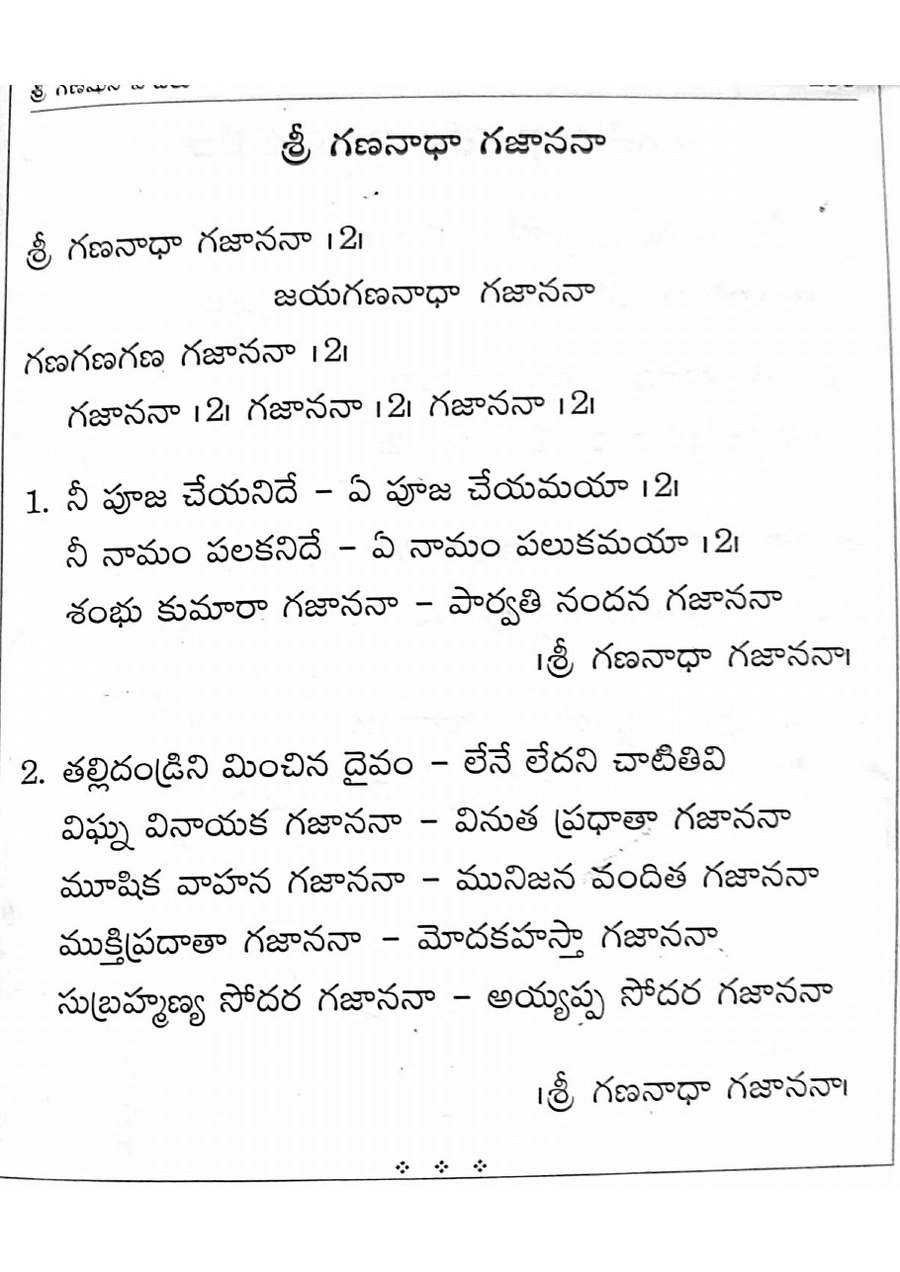 శ్రీ గణనాధా గజాననా
శ్రీ గణనాధా గజాననా ।2।
జయగణనాధా గజాననా
గణగణగణ గజాననా ।2।
గజాననా ।2। గజాననా ।2। గజాననా ।2।
1. నీ పూజ చేయనిదే – ఏ పూజ చేయమయా ।2।
నీ నామం పలకనిదే – ఏ నామం పలుకమయా ।2।
శంభు కుమారా గజాననా – పార్వతి నందన గజాననా
।శ్రీ గణనాధా గజాననా।
2. తల్లిదండ్రిని మించిన దైవం – లేనే లేదని చాటితివి
విఘ్న వినాయక గజాననా – వినుత ప్రధాతా గజాననా
మూషిక వాహన గజాననా – మునిజన వందిత గజాననా
ముక్తిప్రదాతా గజాననా – మోదకహస్తా గజాననా
సుబ్రహ్మణ్య సోదర గజాననా – అయ్యప్ప సోదర గజాననా
।శ్రీ గణనాధా గజాననా।